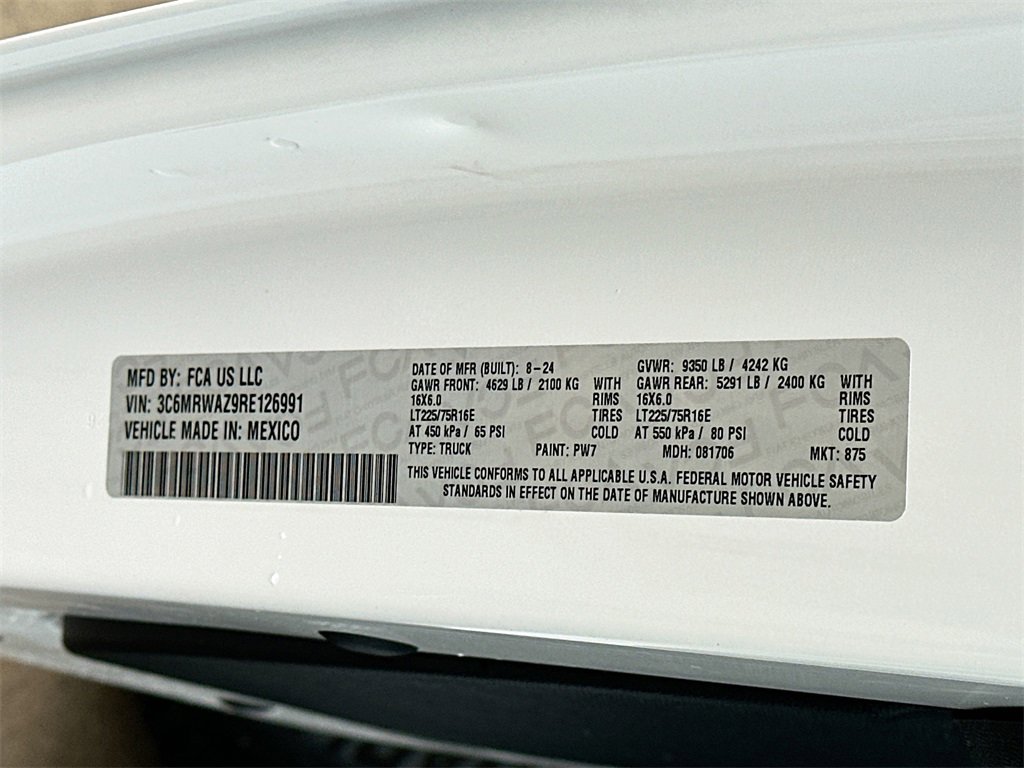 MFD BY: FCA US LLC
VIN: 3C6MRWAZ9RE126991
VEHICLE MADE IN: MEXICO
DATE OF MFR (BUILT): 8-24 GVWR: 9350 LB / 4242 KG
GAWR FRONT: 4629 LB / 2100 KG WITH GAWR REAR: 5291 LB / 2400 KG WITH
16X6.0 RIMS 16X6.0 RIMS
LT225/75R16E TIRES LT225/75R16E TIRES
AT 450 kPa / 65 PSI COLD AT 550 kPa / 80 PSI COLD
TYPE: TRUCK PAINT: PW7 MDH: 081706 MKT: 875
THIS VEHICLE CONFORMS TO ALL APPLICABLE U.S.A. FEDERAL MOTOR VEHICLE SAFETY
STANDARDS IN EFFECT ON THE DATE OF MANUFACTURE SHOWN ABOVE.